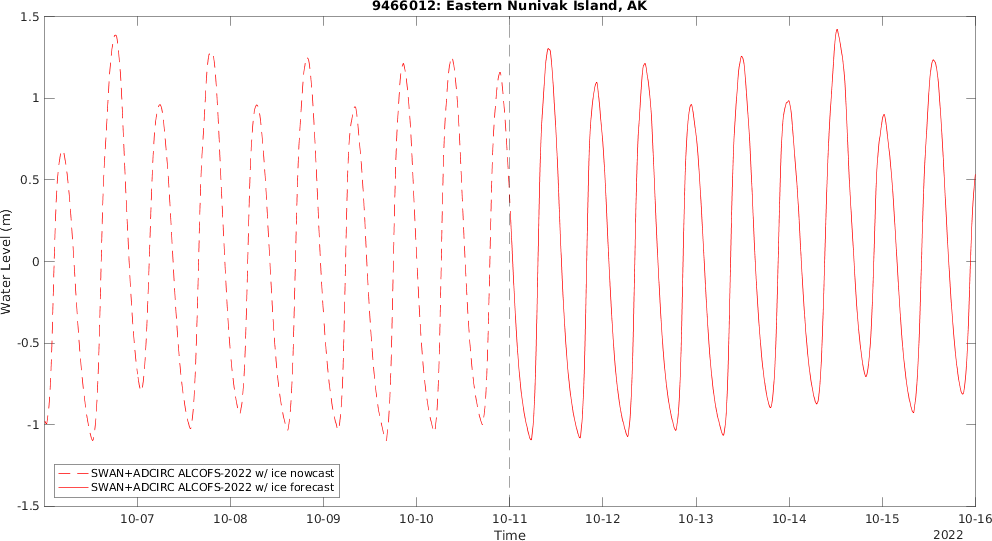 9466012: Eastern Nunivak Island, AK
1.5
1
0.5
0
-0.5
-1
-1.5
Water Level (m)
SWAN+ADCIRC ALCOFS-2022 w/ ice nowcast
SWAN+ADCIRC ALCOFS-2022 w/ ice forecast
10-07 10-08 10-09 10-10 10-11 10-12 10-13 10-14 10-15 10-16
Time
2022